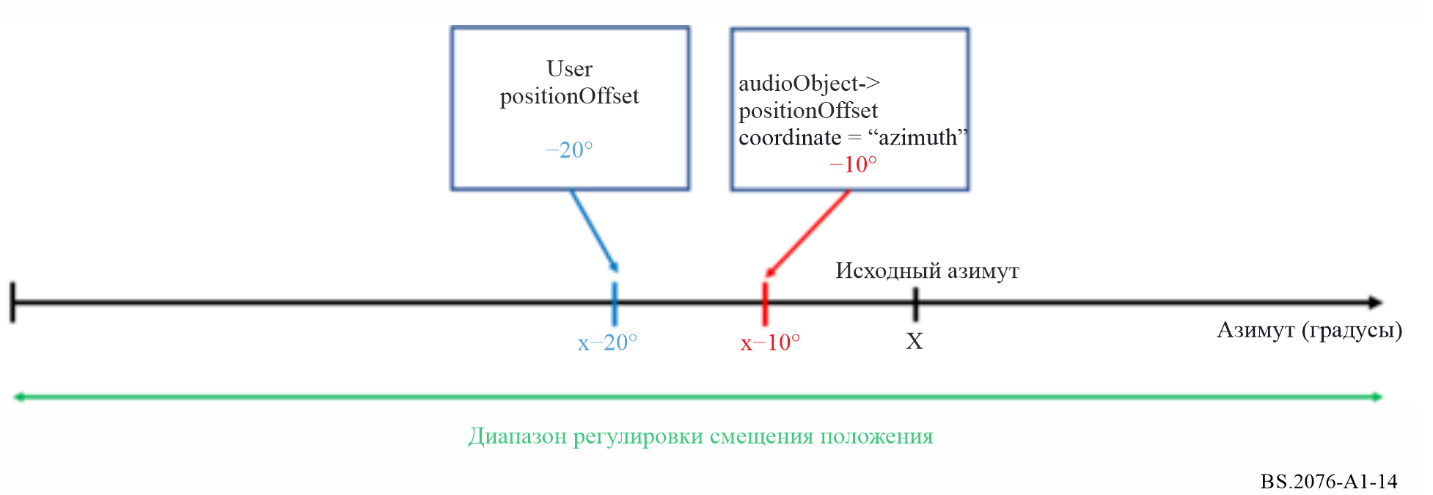 User
positionOffset
−20°
audioObject->
positionOffset
coordinate = “azimuth”
−10°
Исходный азимут
x−20°
x−10°
X
Азимут (градусы)
Диапазон регулировки смещения положения
BS.2076-A1-14